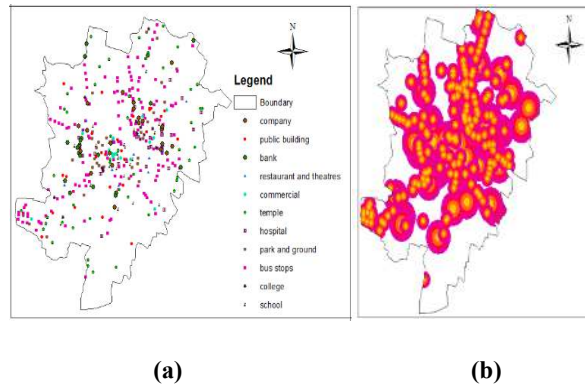 N
N
Legend
Boundary
company
public building
bank
restaurant and theatres
commercial
temple
hospital
park and ground
bus stops
college
school
(a)
(b)